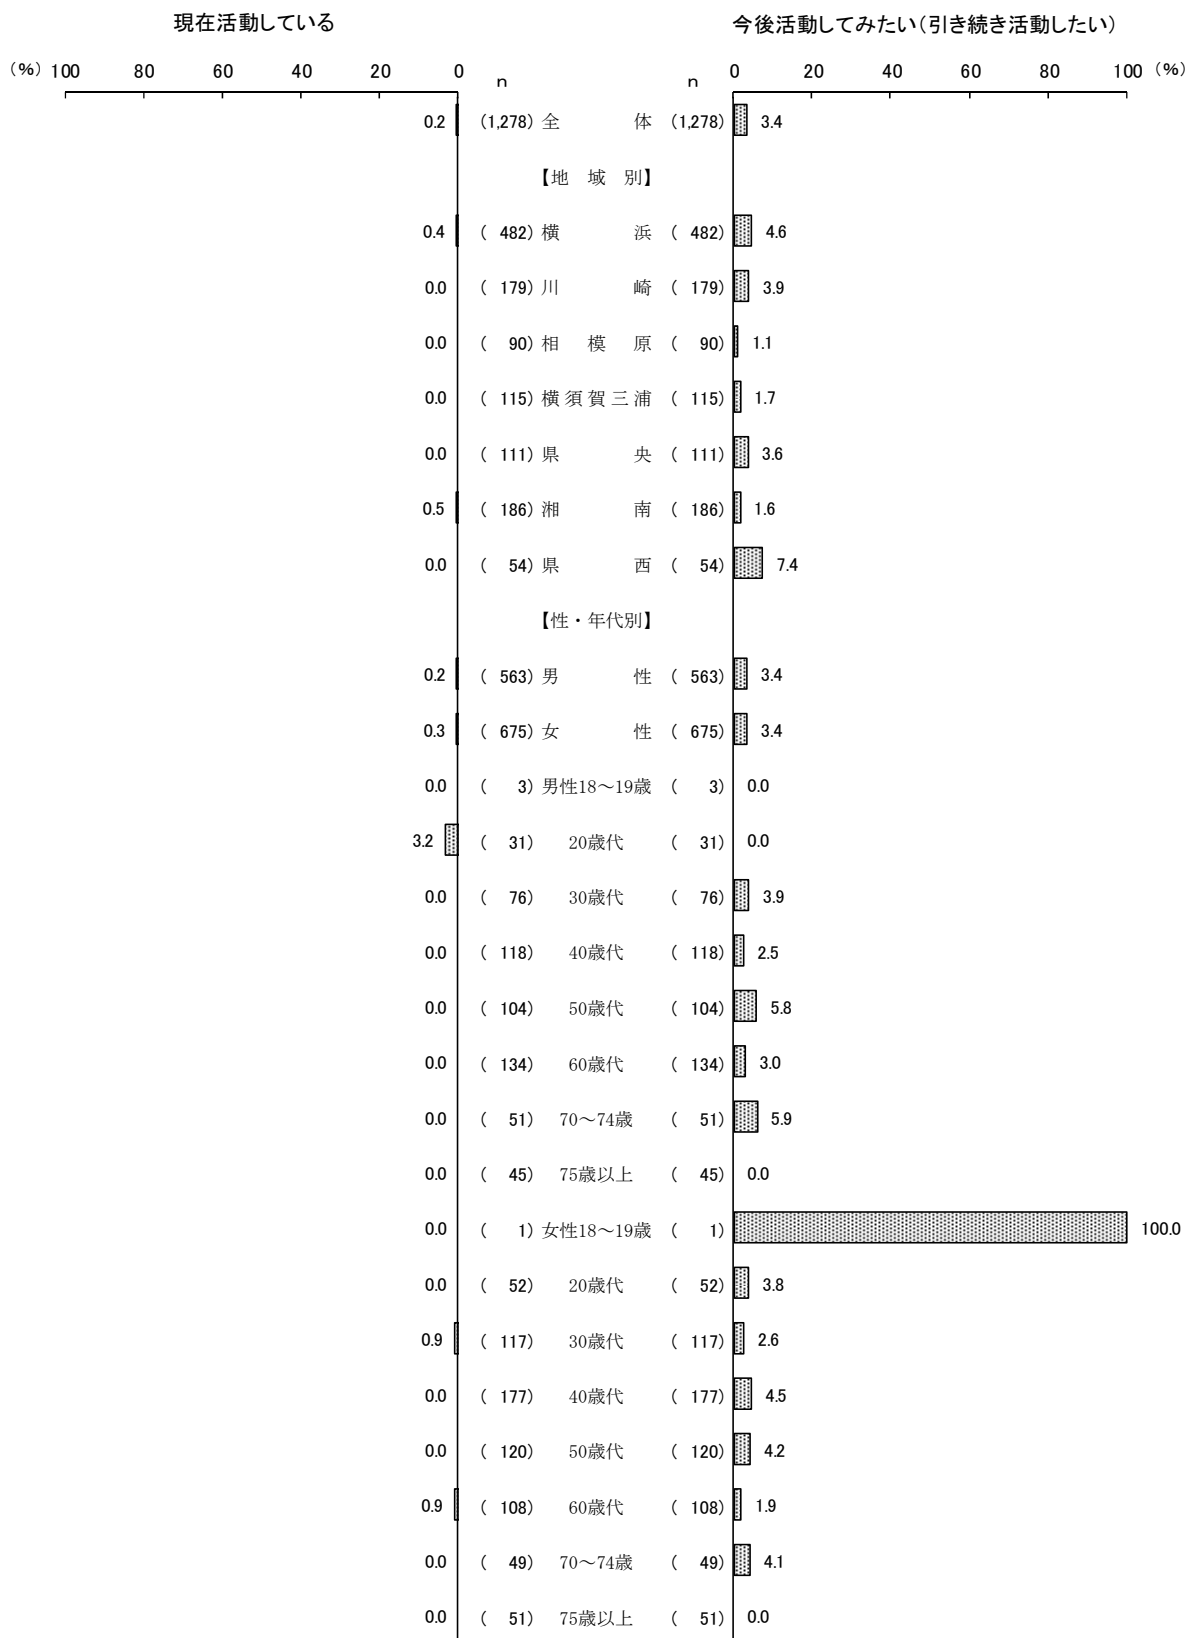 現在活動している 今後活動してみたい（引き続き活動したい）
（%） 100 80 60 40 20 0 n n 0 20 40 60 80 100 （%）
0.2 (1,278) 全 体 (1,278) 3.4
【地 域 別】
0.4 ( 482) 横 浜 ( 482) 4.6
0.0 ( 179) 川 崎 ( 179) 3.9
0.0 ( 90) 相 模 原 ( 90) 1.1
0.0 ( 115) 横須賀三浦 ( 115) 1.7
0.0 ( 111) 県 央 ( 111) 3.6
0.5 ( 186) 湘 南 ( 186) 1.6
0.0 ( 54) 県 西 ( 54) 7.4
【性・年代別】
0.2 ( 563) 男 性 ( 563) 3.4
0.3 ( 675) 女 性 ( 675) 3.4
0.0 ( 3) 男性18～19歳 ( 3) 0.0
3.2 ( 31) 20歳代 ( 31) 0.0
0.0 ( 76) 30歳代 ( 76) 3.9
0.0 ( 118) 40歳代 ( 118) 2.5
0.0 ( 104) 50歳代 ( 104) 5.8
0.0 ( 134) 60歳代 ( 134) 3.0
0.0 ( 51) 70～74歳 ( 51) 5.9
0.0 ( 45) 75歳以上 ( 45) 0.0
0.0 ( 1) 女性18～19歳 ( 1) 100.0
0.0 ( 52) 20歳代 ( 52) 3.8
0.9 ( 117) 30歳代 ( 117) 2.6
0.0 ( 177) 40歳代 ( 177) 4.5
0.0 ( 120) 50歳代 ( 120) 4.2
0.9 ( 108) 60歳代 ( 108) 1.9
0.0 ( 49) 70～74歳 ( 49) 4.1
0.0 ( 51) 75歳以上 ( 51) 0.0